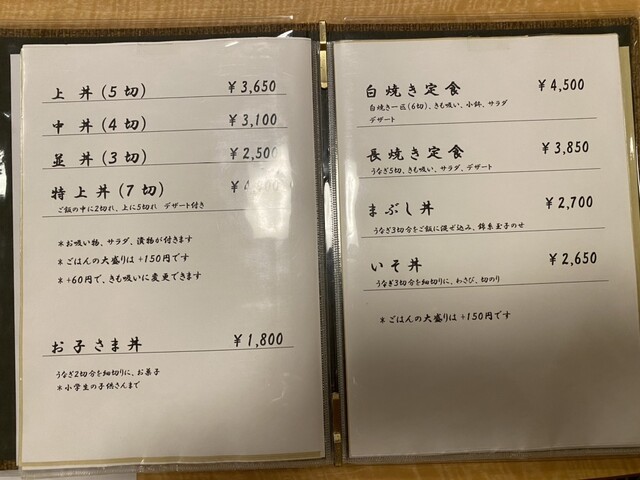 上丼(5切) ¥3,650
中丼(4切) ¥3,100
並丼(3切) ¥2,500
特上丼(7切)
ご飯の中に2切れ、上に5切れ デザート付き
*お吸い物、サラダ、漬物が付きます
*ごはんの大盛りは+150円です
*+60円で、きも吸いに変更できます
お子さま丼 ¥1,800
うなぎ2切分を細切りに、お菓子
*小学生の子供さんまで
白焼き定食 ¥4,500
白焼き一匹(6切)、きも吸い、小鉢、サラダ
デザート
長焼き定食 ¥3,850
うなぎ5切、きも吸い、サラダ、デザート
まぶし丼 ¥2,700
うなぎ3切分をご飯に混ぜ込み、錦糸玉子のせ
いそ丼 ¥2,650
うなぎ3切分を細切りに、わさび、切のり
*ごはんの大盛りは+150円です